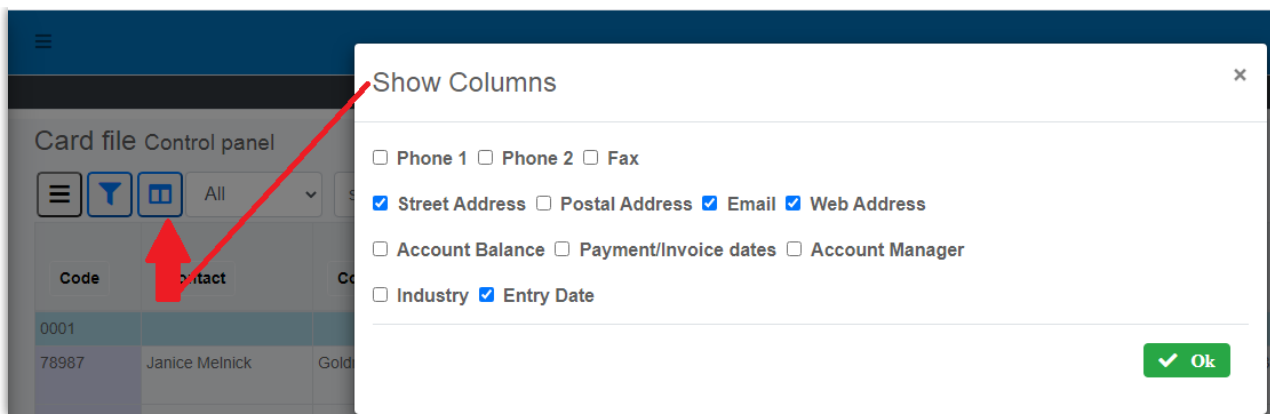 Show Columns ×
Card file Control panel
Phone 1 Phone 2 Fax
All
Street Address Postal Address Email Web Address
Account Balance Payment/Invoice dates Account Manager
Code
Industry Entry Date
0001
78987 Janice Melnick
Ok